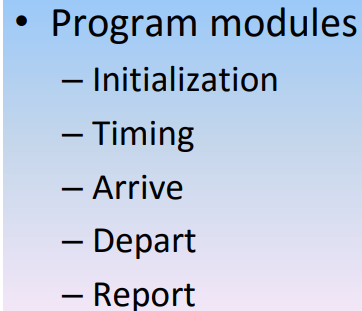 • Program modules
– Initialization
– Timing
– Arrive
– Depart
– Report